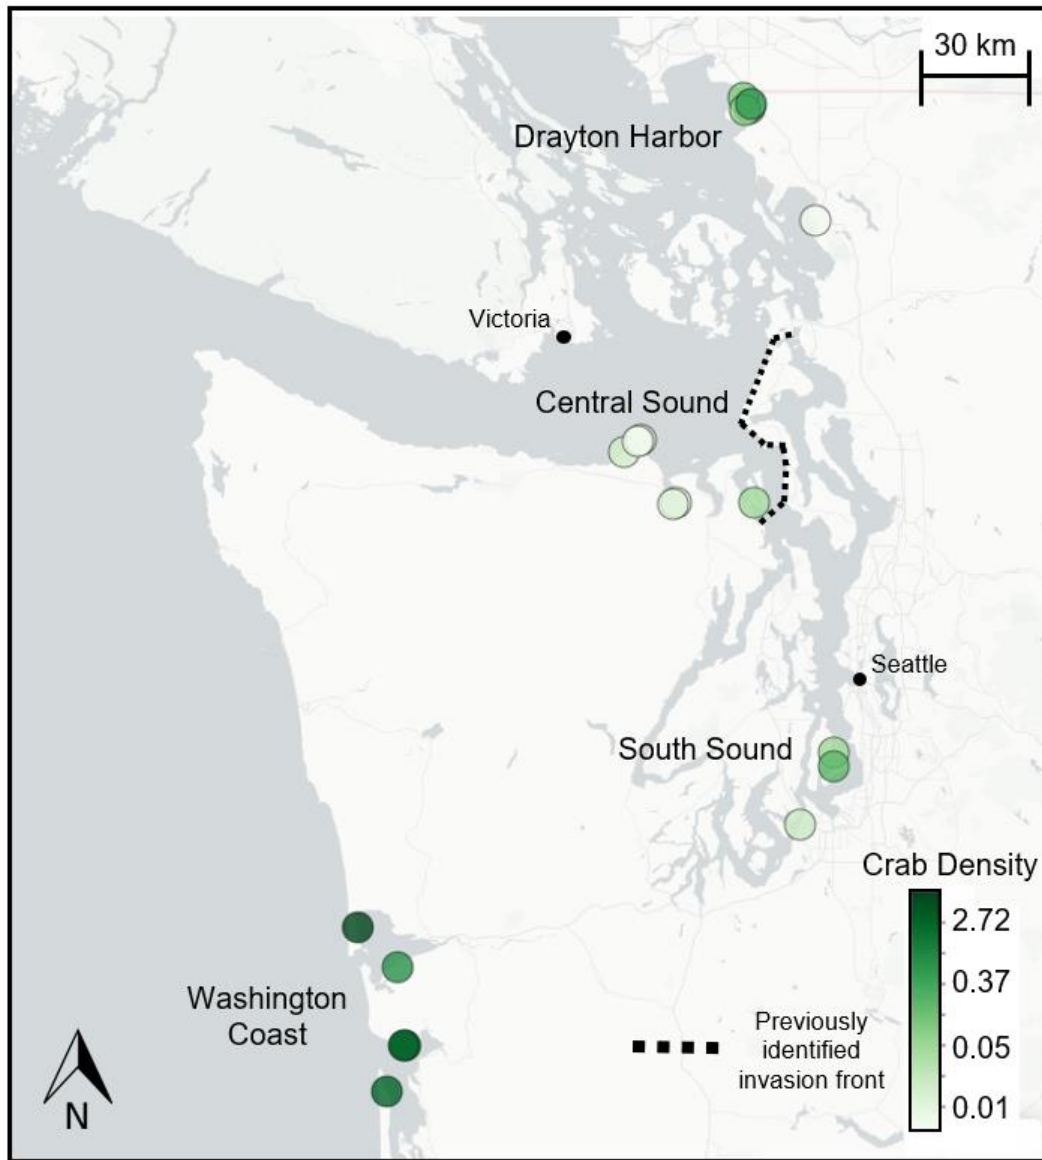 30 km
Drayton Harbor
Victoria
Central Sound
Seattle
South Sound
Crab Density
2.72
0.37
0.05
0.01
Washington
Coast
Previously
identified
invasion front
N